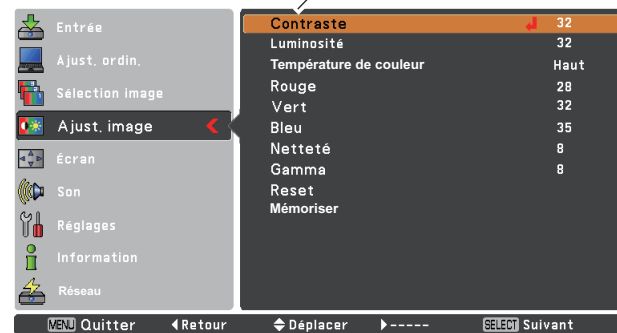 Entrée
Ajust. ordin.
Sélection image
Ajust. image
Écran
Son
Réglages
Information
Réseau
Contraste 32
Luminosité 32
Température de couleur Haut
Rouge 28
Vert 32
Bleu 35
Netteté 8
Gamma 8
Reset
Mémoriser
MENU Quitter Retour Déplacer ----- SELECT Suivant